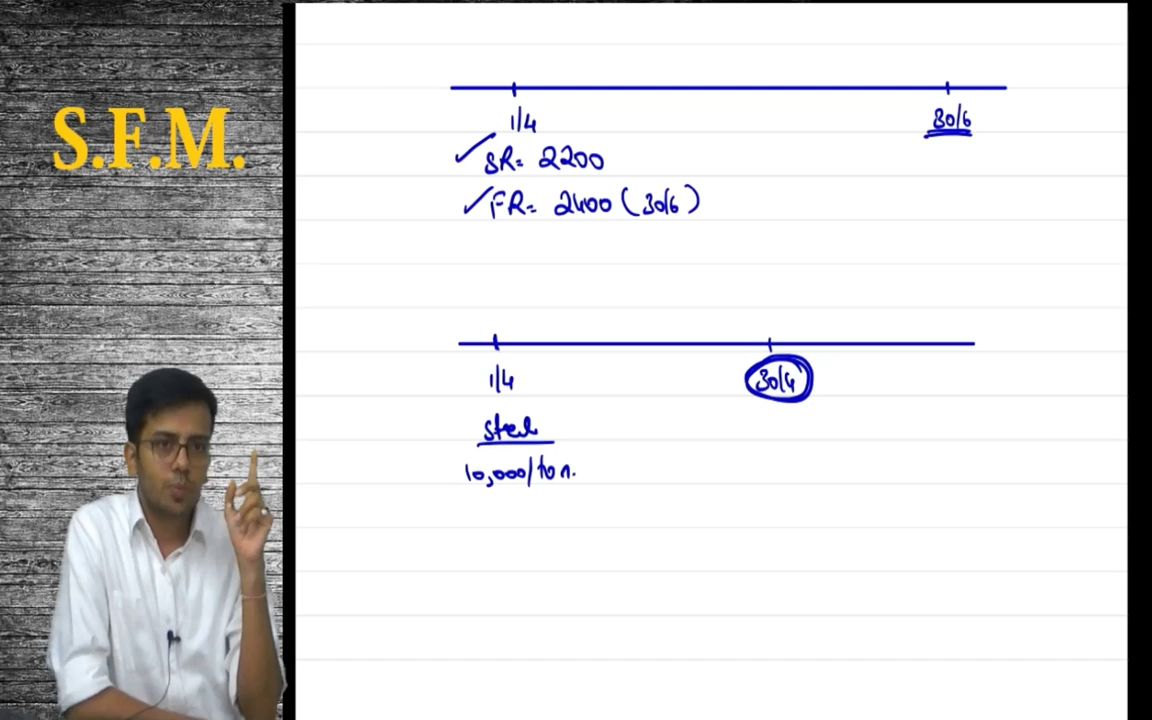 S.F.M.
1/4 30/6
SR= 2200
FR= 2400 (30/6)
1/4 30/4
Steel
10,000/ton.